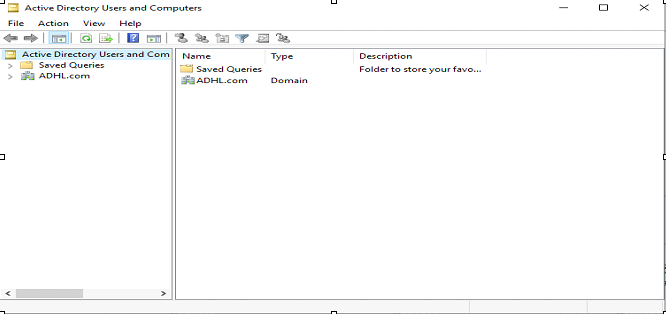 Active Directory Users and Computers
File Action View Help
Active Directory Users and Com
Saved Queries
ADHL.com
Name Type Description
Saved Queries Folder to store your favo...
ADHL.com Domain